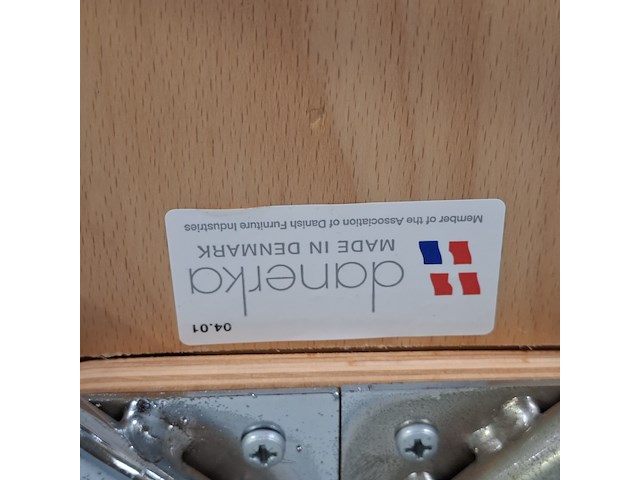 04.01
danerka
MADE IN DENMARK
Member of the Association of Danish Furniture Industries